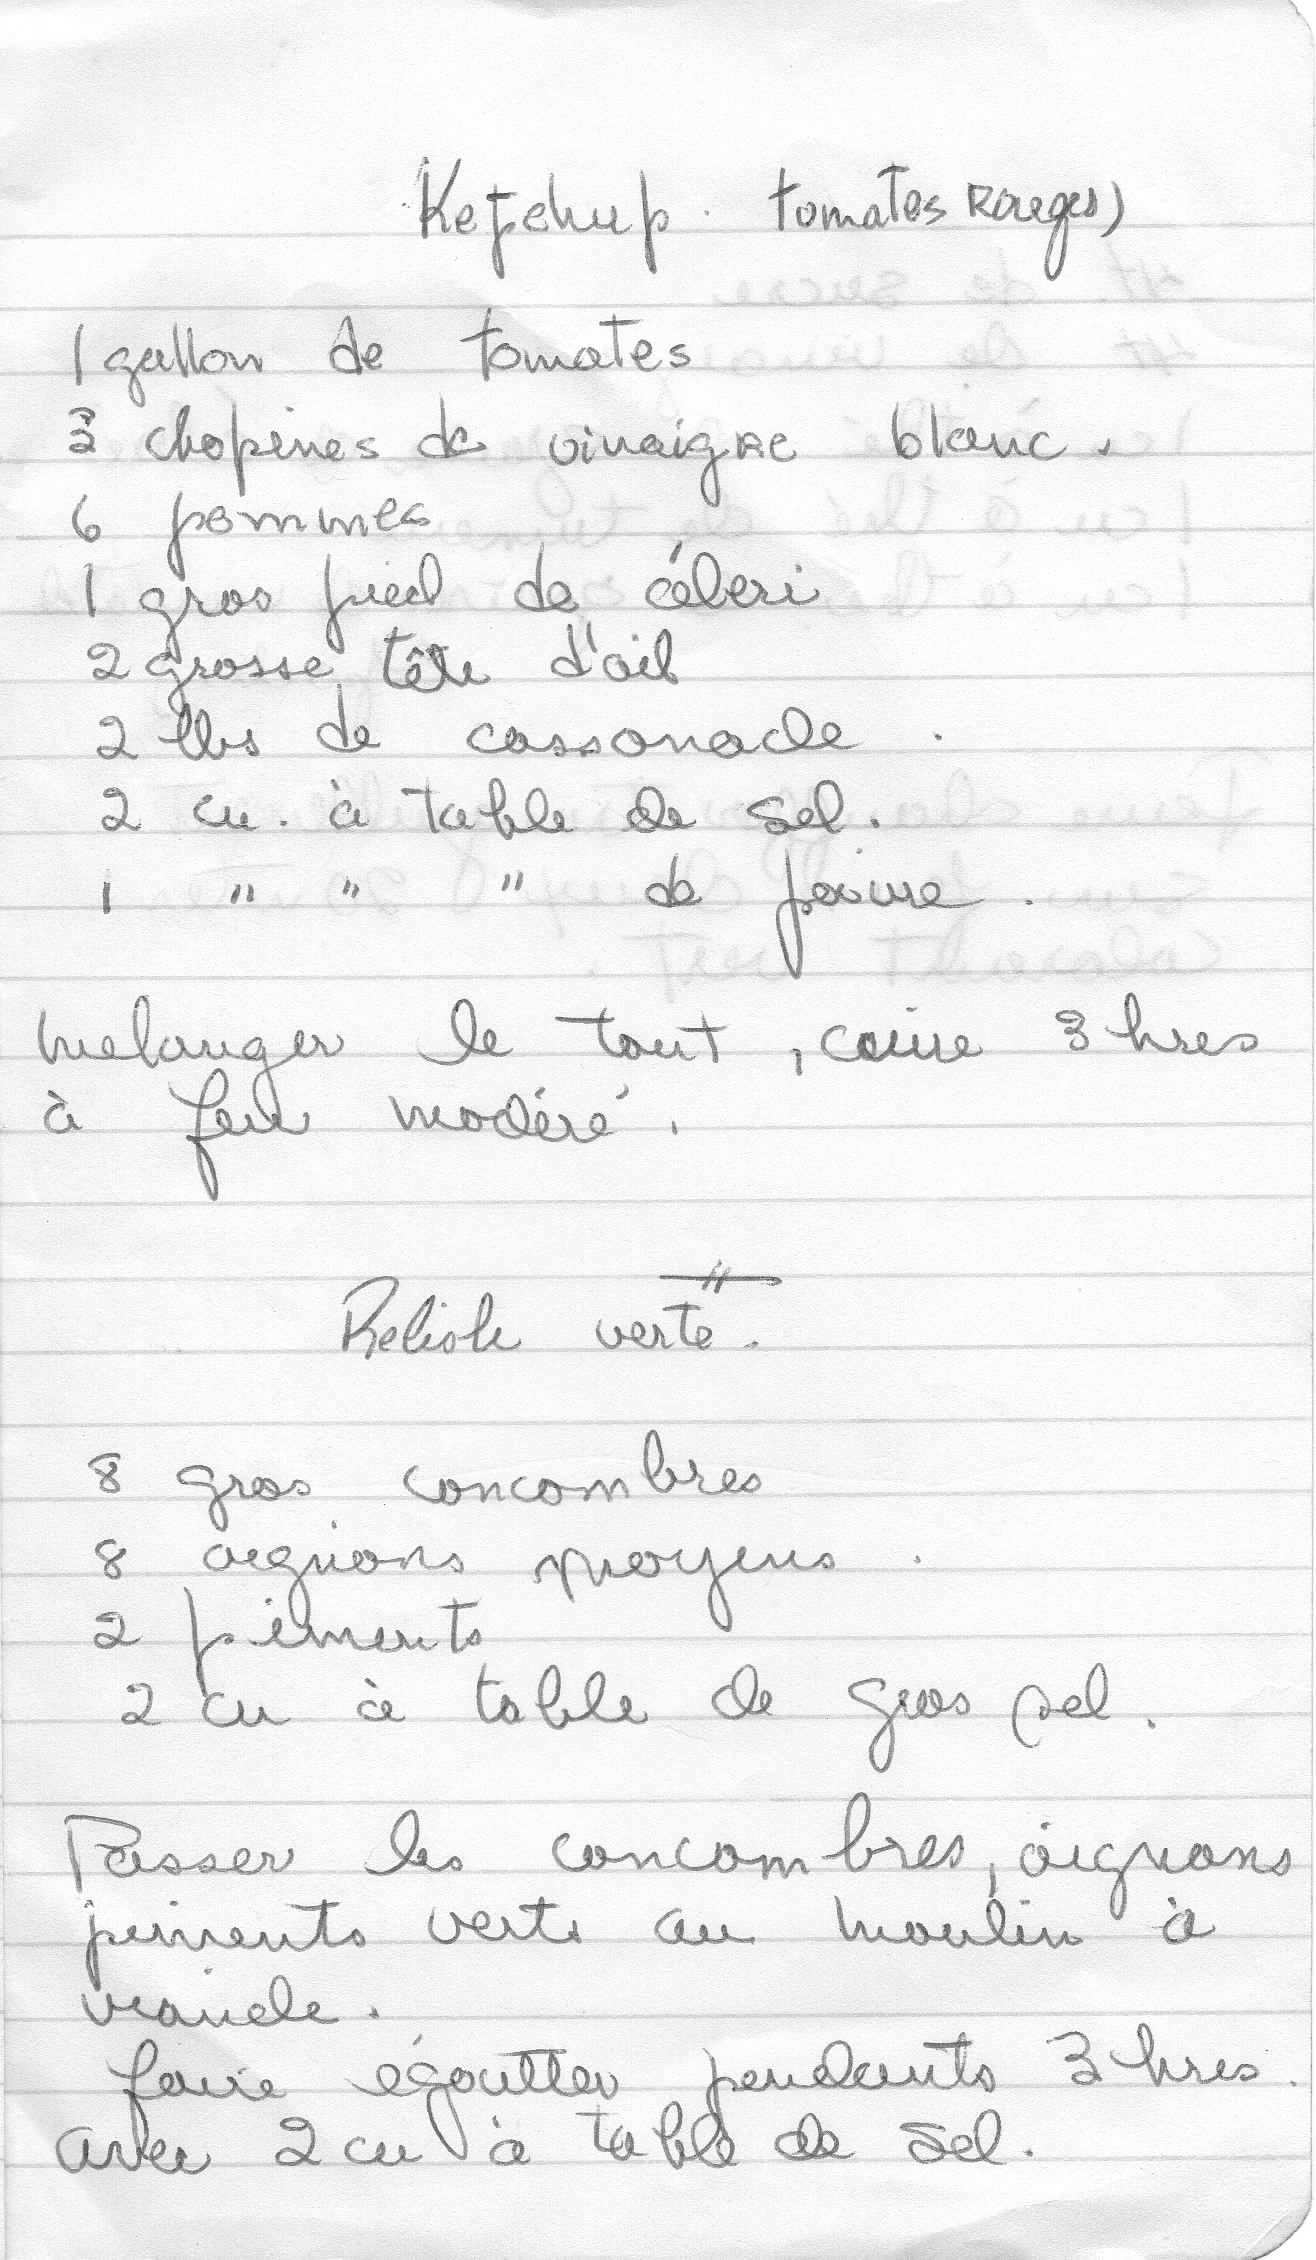 Ketchup. tomates Rouges)
1 gallon de tomates
3 chopines de vinaigre blanc.
6 pommes
1 gros pied de céleri
2 grosse tête d'ail
2 lbs de cassonade.
2 cu. à table de sel.
1 " " " de poivre.
melanger le tout, cuire 3 hres
à feu modéré.
Relish verte.
8 gros concombres
8 oignons moyens.
2 piments
2 cu à table de gros sel.
Passer les concombres, oignons
piments verts au moulin à
viande.
faire égoutter pendants 3 hres.
avec 2 cu à table de sel.